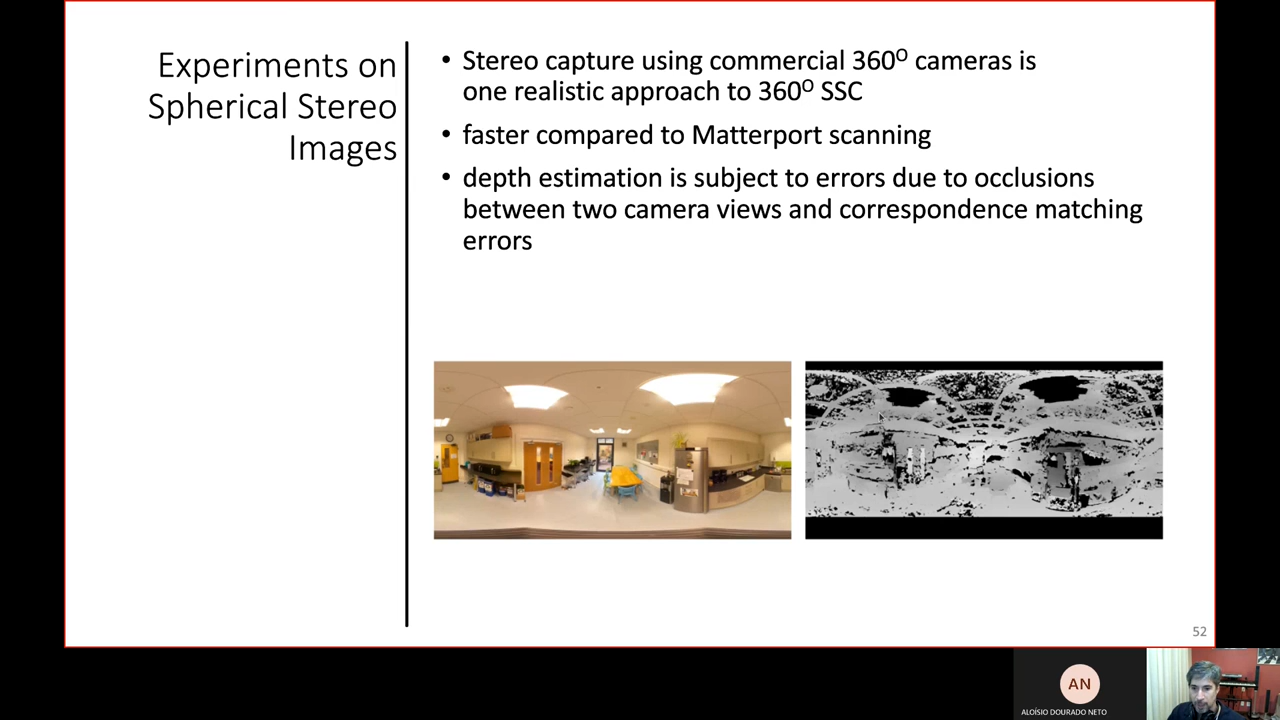 Experiments on
Spherical Stereo
Images
• Stereo capture using commercial 360⁰ cameras is
one realistic approach to 360⁰ SSC
• faster compared to Matterport scanning
• depth estimation is subject to errors due to occlusions
between two camera views and correspondence matching
errors
52
AN
ALOÍSIO DOURADO NETO